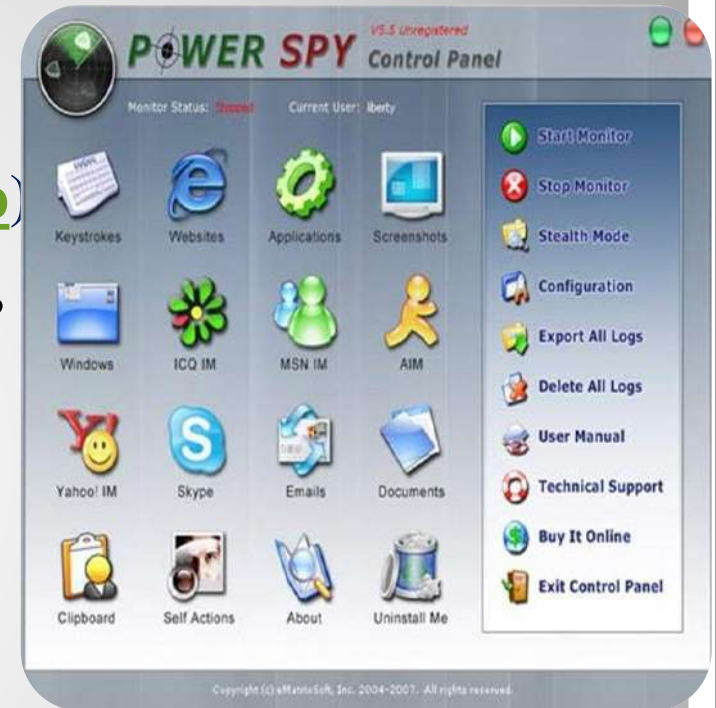 POWER SPY Control Panel
V5.5 Unregistered
Monitor Status: Stopped Current User: liberty
Keystrokes Websites Applications Screenshots
Windows ICQ IM MSN IM AIM
Yahoo! IM Skype Emails Documents
Clipboard Self Actions About Uninstall Me
Start Monitor
Stop Monitor
Stealth Mode
Configuration
Export All Logs
Delete All Logs
User Manual
Technical Support
Buy It Online
Exit Control Panel
Copyright (c) eMatrixSoft, Inc. 2004-2007. All rights reserved.